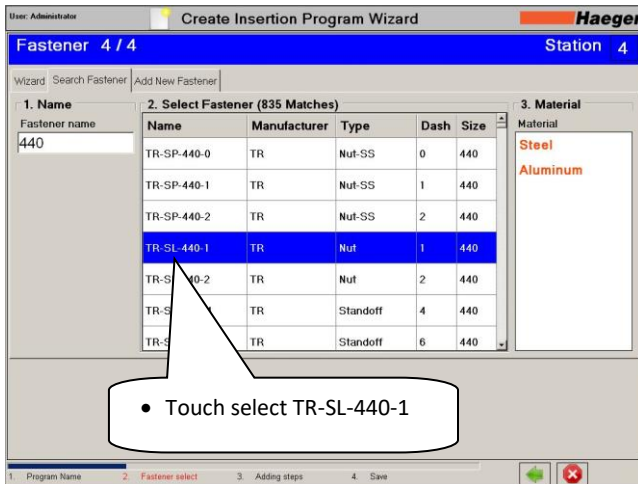 User: Administrator
Create Insertion Program Wizard
Haeger
Fastener 4 / 4
Station 4
Wizard Search Fastener Add New Fastener
1. Name
2. Select Fastener (835 Matches)
3. Material
Fastener name
Name Manufacturer Type Dash Size
Material
440
Steel
Aluminum
TR-SP-440-0 TR Nut-SS 0 440
TR-SP-440-1 TR Nut-SS 1 440
TR-SP-440-2 TR Nut-SS 2 440
TR-SL-440-1 TR Nut 1 440
TR Nut 2 440
TR Standoff 4 440
TR Standoff 6 440
• Touch select TR-SL-440-1
1. Program Name 2. Fastener select 3. Adding steps 4. Save